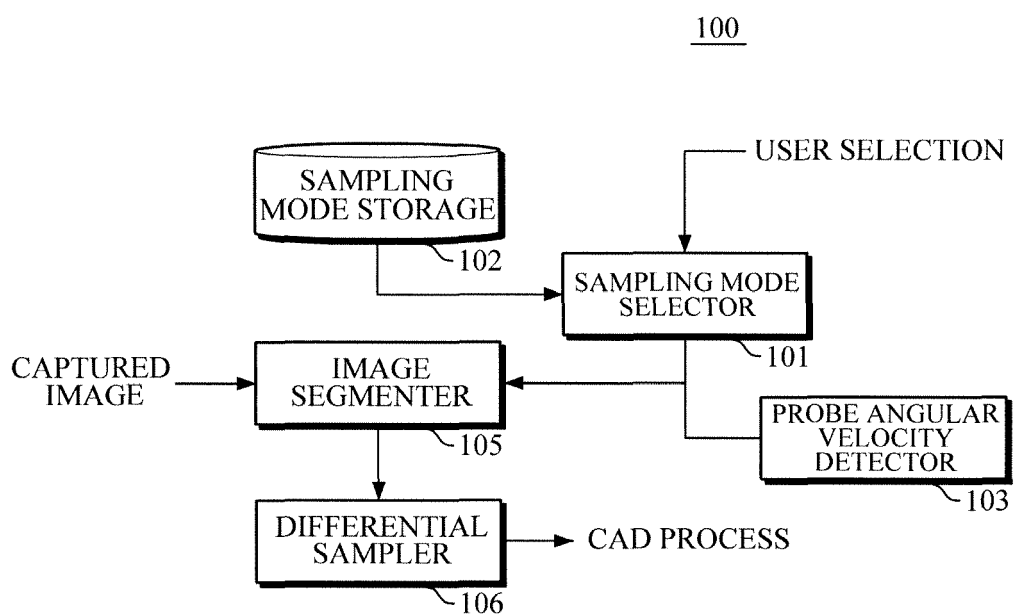 100
SAMPLING
MODE STORAGE
102
USER SELECTION
SAMPLING MODE
SELECTOR
101
CAPTURED
IMAGE
IMAGE
SEGMENTER
105
PROBE ANGULAR
VELOCITY
DETECTOR
103
DIFFERENTIAL
SAMPLER
106
CAD PROCESS